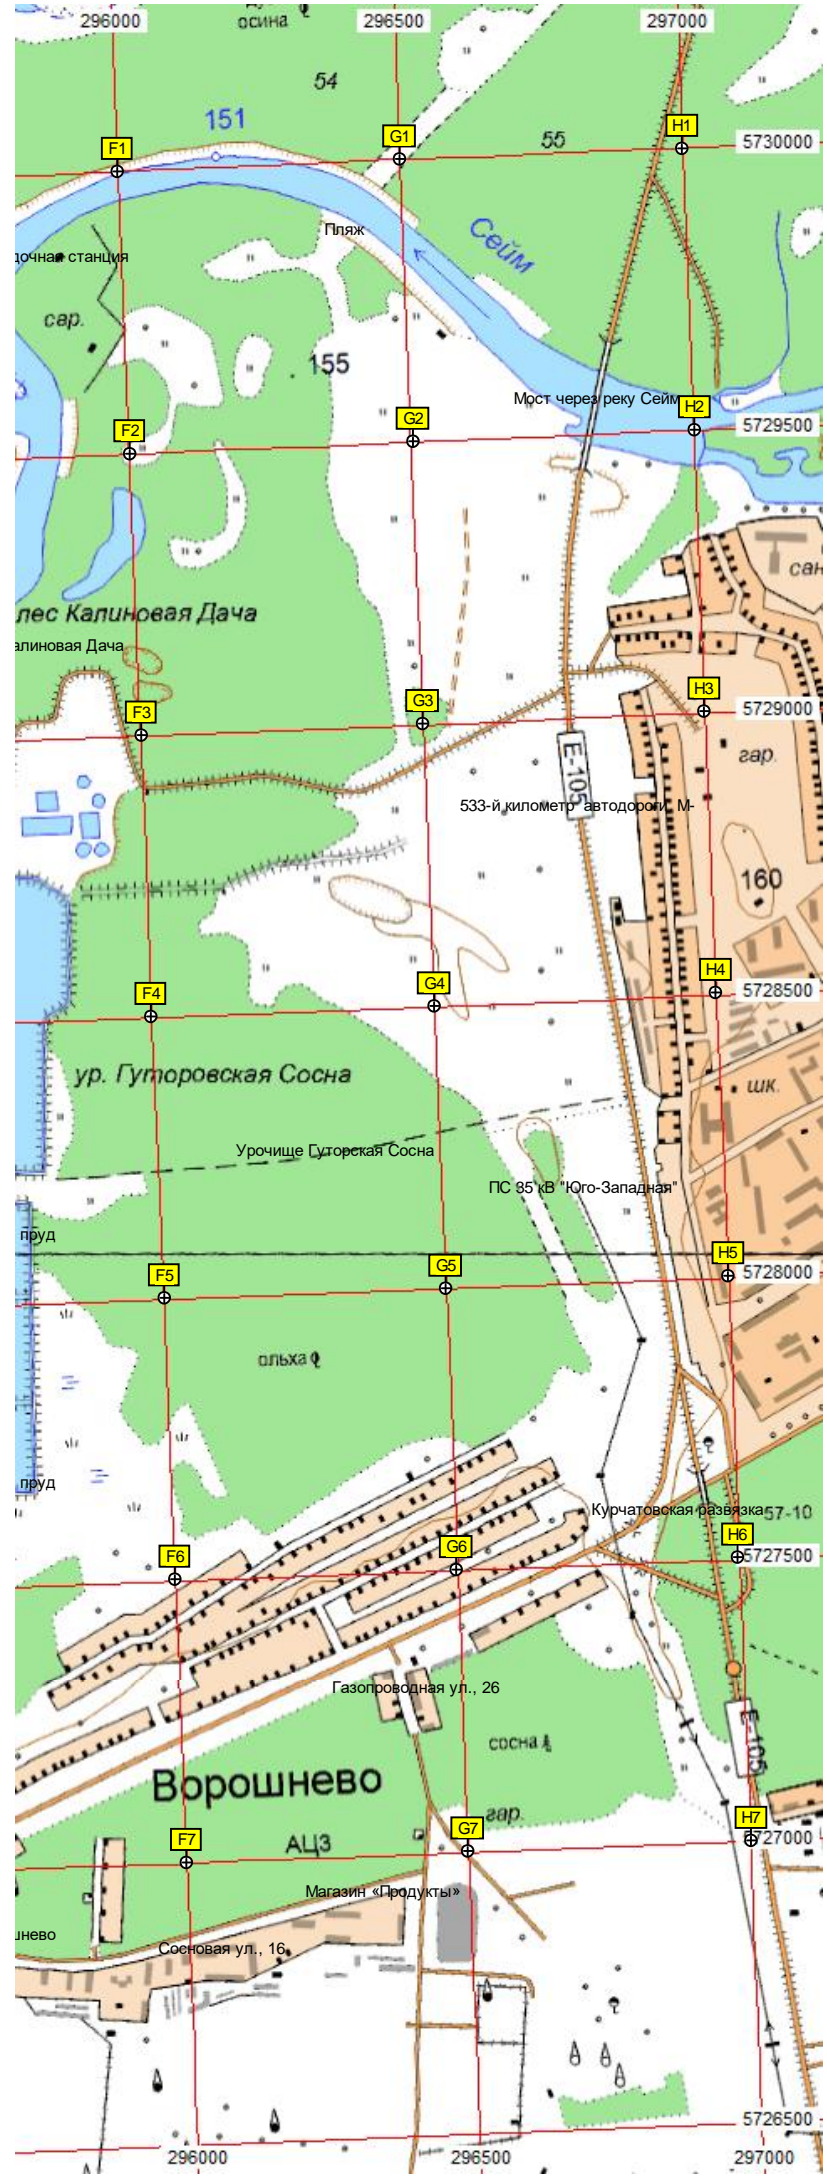 296000 296500 297000
осина
54
151
F1 G1 55 H1 5730000
Пляж
Сейм
дочная станция
сар.
155
Мост через реку Сейм
F2 G2 H2 5729500
сан
лес Калиновая Дача
алиновая Дача
F3 G3 H3 5729000
гар.
E-105
533-й километр автодороги М-
160
F4 G4 H4 5728500
ур. Гуторовская Сосна
шк.
Урочище Гуторская Сосна
ПС 35 кВ "Юго-Западная"
пруд
F5 G5 H5 5728000
ольха
пруд
Курчатовская развязка
57-10
F6 G6 H6 5727500
Газопроводная ул., 26
E-105
сосна
Ворошнево
гар.
F7 АЦЗ G7 H7 5727000
Магазин «Продукты»
шнево
Сосновая ул., 16
5726500
296000 296500 297000